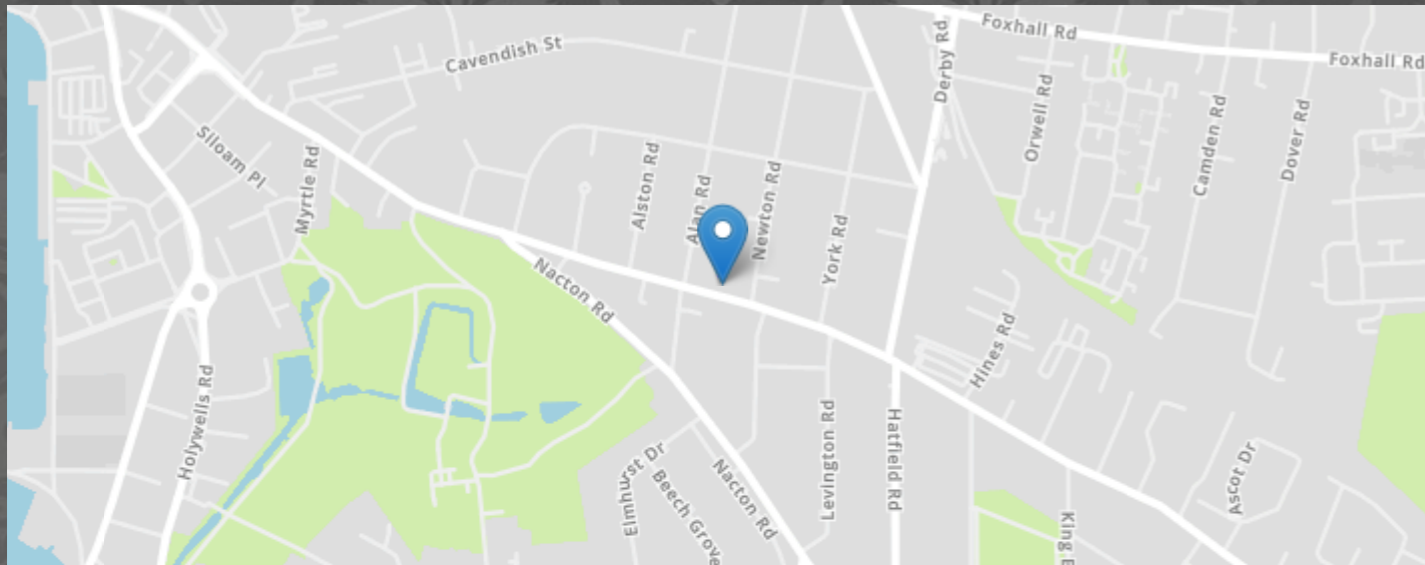 Foxhall Rd
Foxhall Rd
Cavendish St
Derby Rd
Orwell Rd
Camden Rd
Dover Rd
Siloam Pl
Myrtle Rd
Alston Rd
Alan Rd
Newton Rd
York Rd
Nacton Rd
Hines Rd
Holywells Rd
Levington Rd
Hatfield Rd
Elmhurst Dr
Beech Grove
Nacton Rd
Ascot Dr
King E